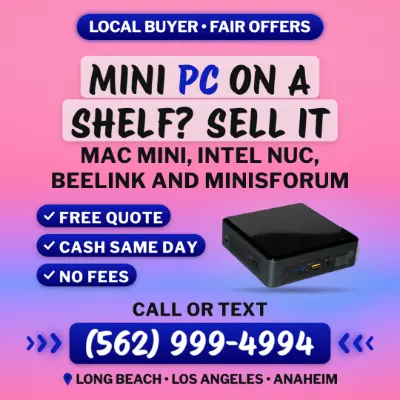 LOCAL BUYER • FAIR OFFERS
MINI PC ON A
SHELF? SELL IT
MAC MINI, INTEL NUC,
BEELINK AND MINISFORUM
FREE QUOTE
CASH SAME DAY
NO FEES
CALL OR TEXT
(562) 999-4994
LONG BEACH • LOS ANGELES • ANAHEIM